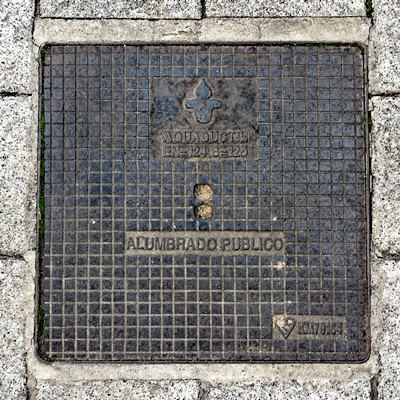 AQUADUCTIL
EN-124 B-125
ALUMBRADO PUBLICO